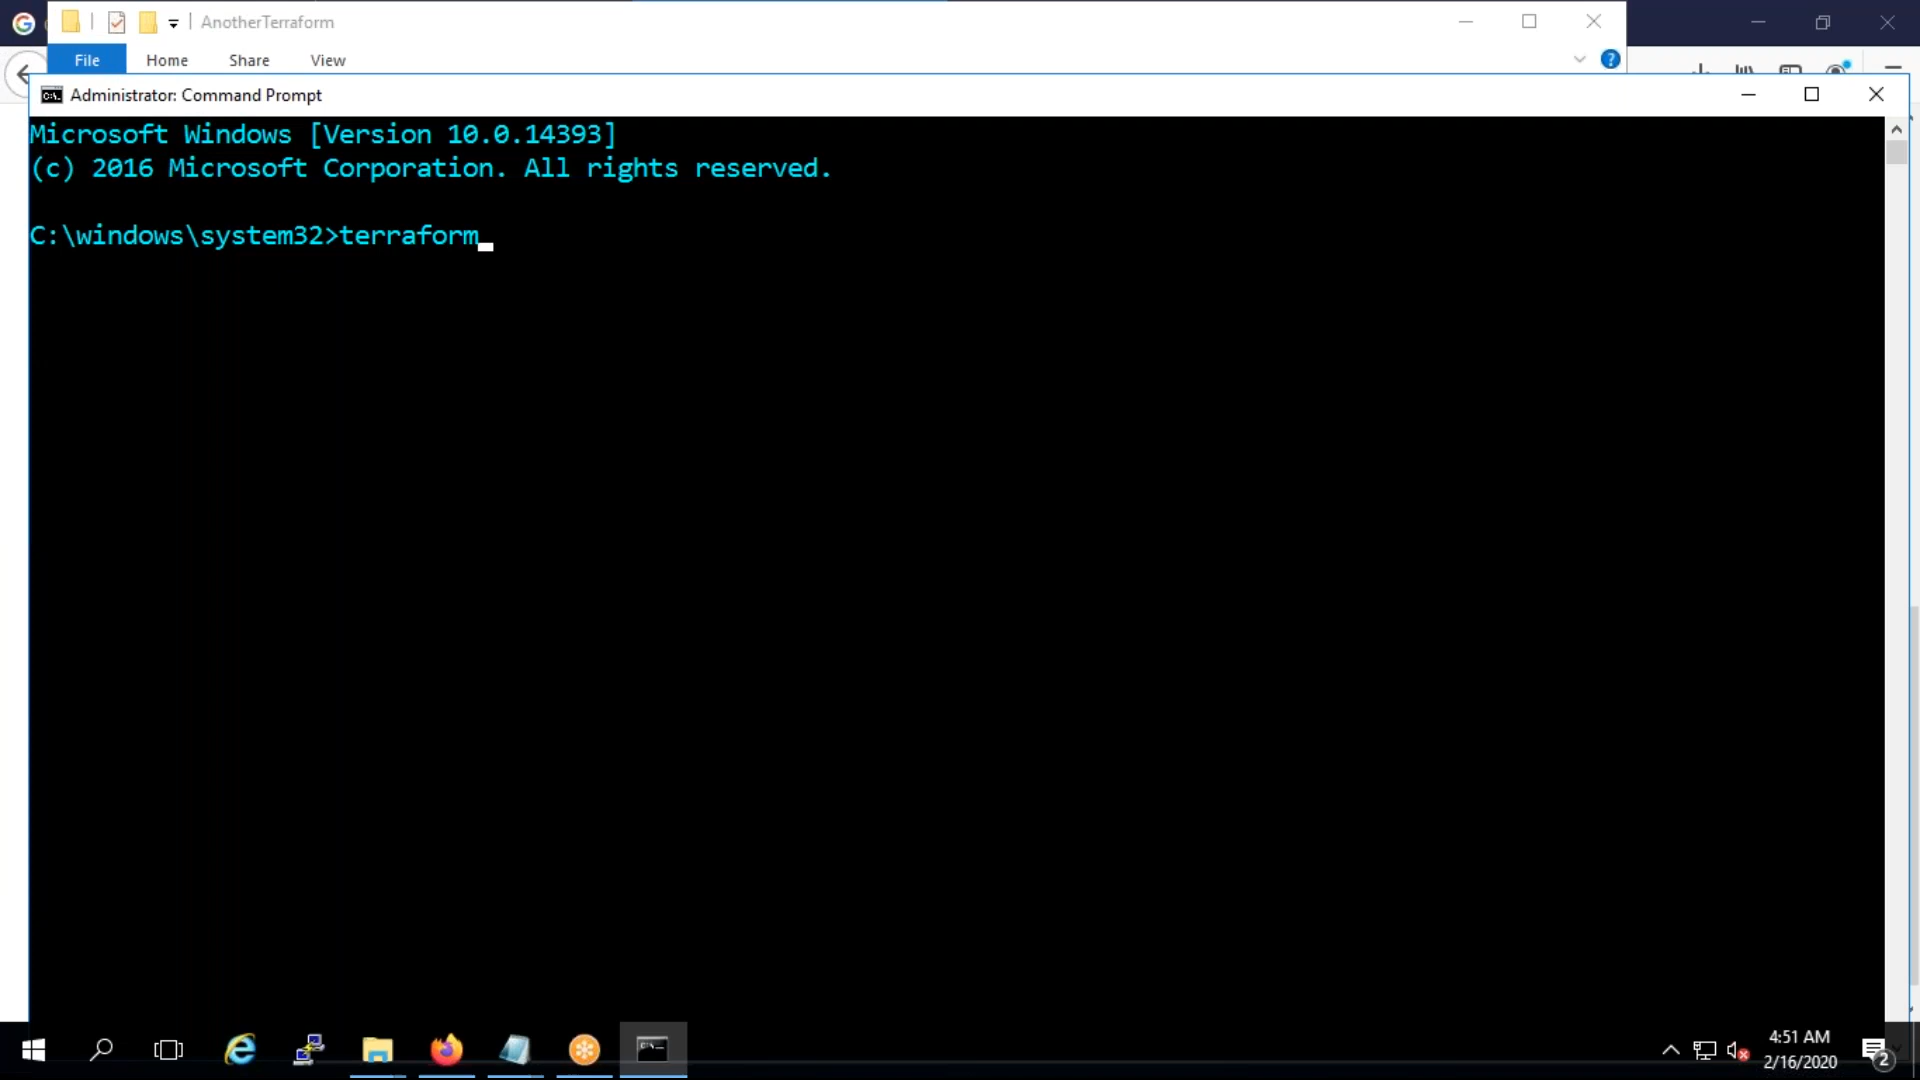 AnotherTerraform
File Home Share View
Administrator: Command Prompt
Microsoft Windows [Version 10.0.14393]
(c) 2016 Microsoft Corporation. All rights reserved.
C:\windows\system32>terraform
4:51 AM
2/16/2020
2